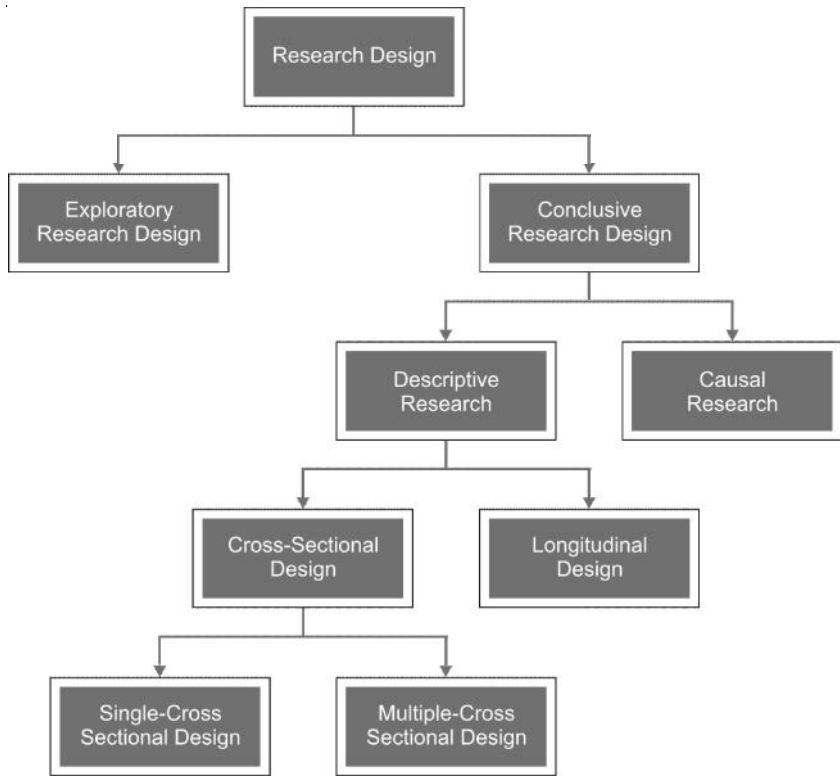 Research Design
Exploratory
Research Design
Conclusive
Research Design
Descriptive
Research
Causal
Research
Cross-Sectional
Design
Longitudinal
Design
Single-Cross
Sectional Design
Multiple-Cross
Sectional Design